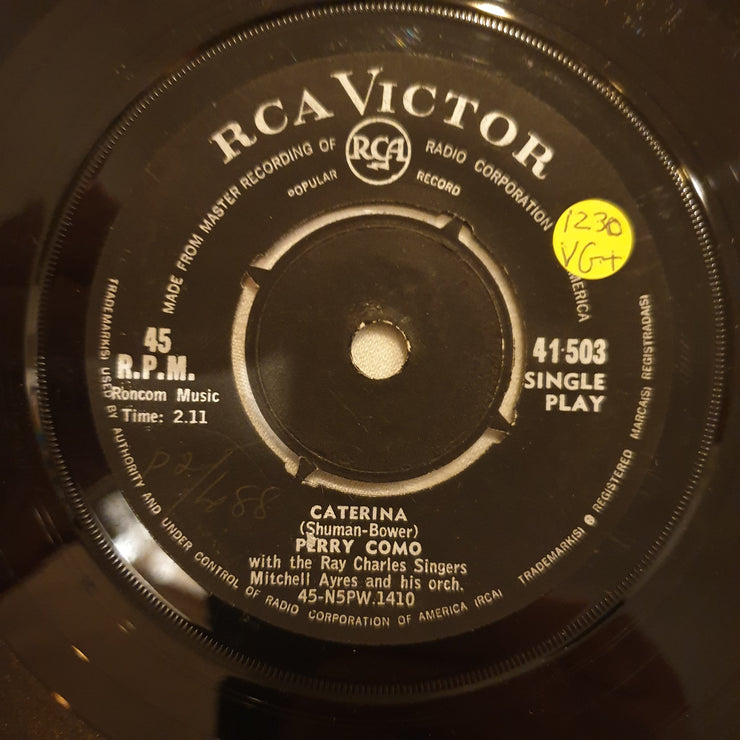 RCA VICTOR
RCA
MADE FROM MASTER RECORDING OF RADIO CORPORATION AMERICA
POPULAR RECORD
1230
VG+
45
R.P.M.
Roncom Music
Time: 2.11
41-503
SINGLE
PLAY
CATERINA
(Shuman-Bower)
PERRY COMO
with the Ray Charles Singers
Mitchell Ayres and his orch.
45-N5PW.1410
TRADEMARK(S) USED BY AUTHORITY AND UNDER CONTROL OF RADIO CORPORATION OF AMERICA (RCA)
TRADEMARK(S) ® REGISTERED MARCA(S) REGISTRADA(S)